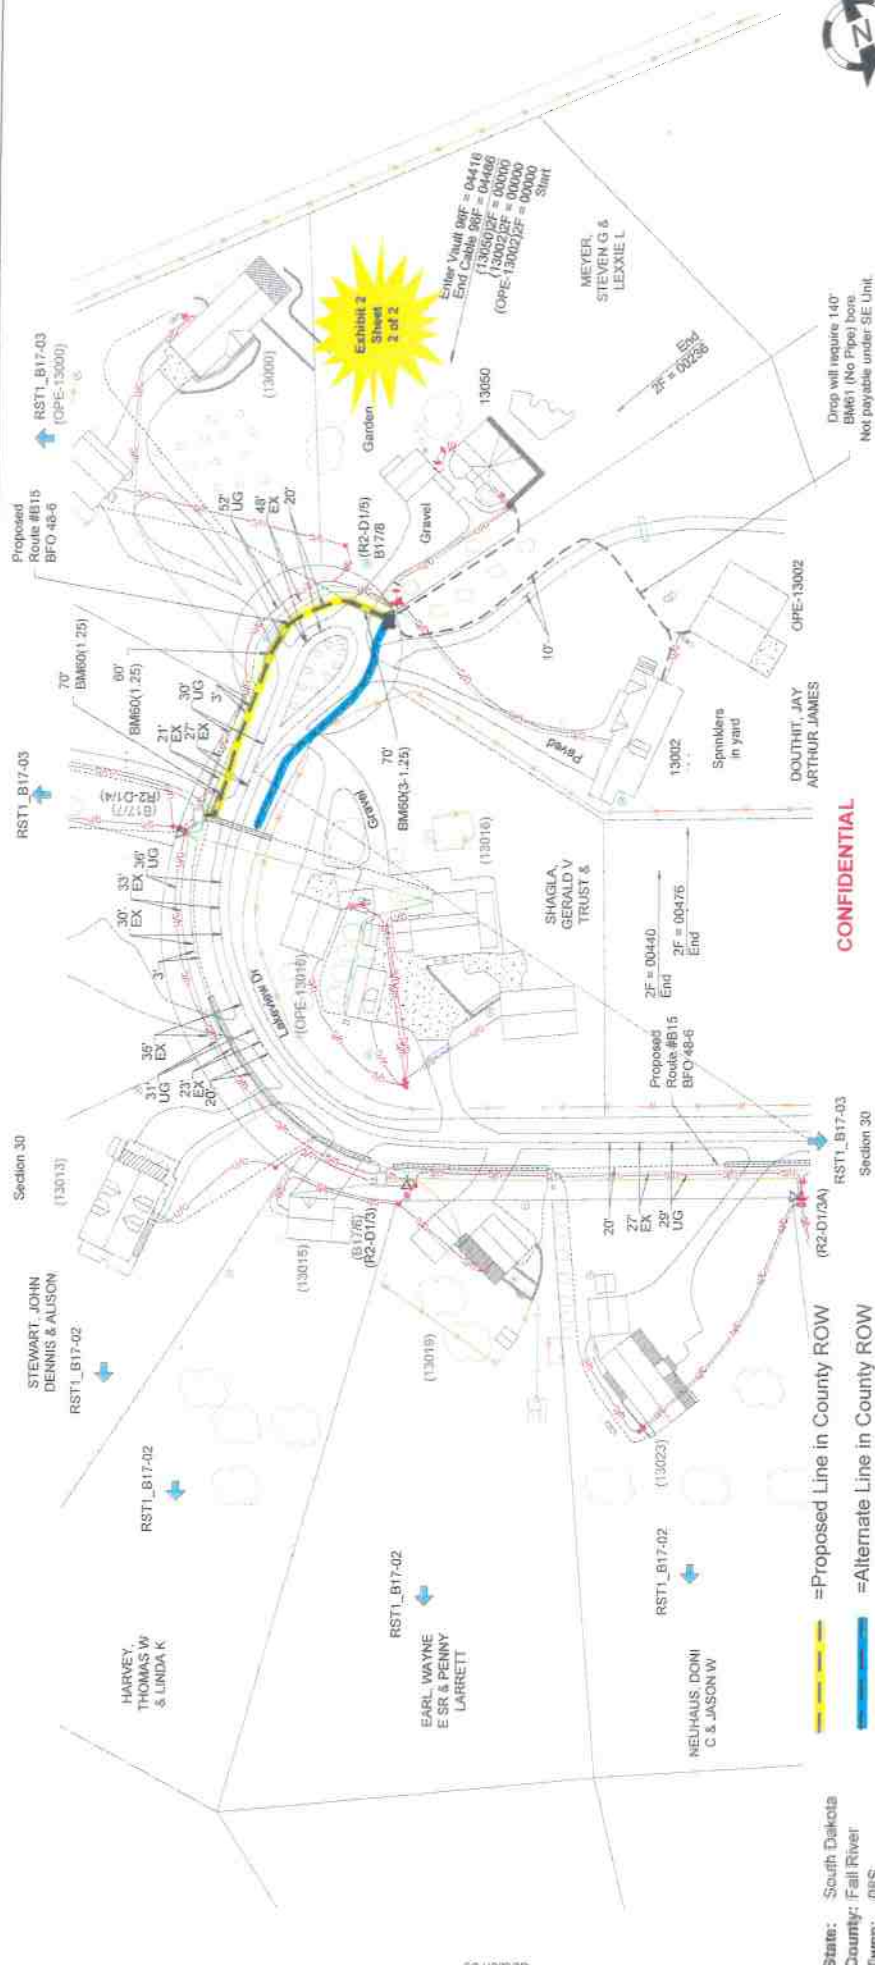 Proposed
Route #B15
BFO 48-6
RST1_B17-03
(OPE-13000)
(13000)
Exhibit 2
Sheet
2 of 2
Enter Vault 96F = 04416
End Cable 96F = 04486
(13050)2F = 00000
(13002)2F = 00000
(OPE-13002)2F = 00000
Start
MEYER,
STEVEN G &
LEXXIE L
Garden
13050
End
2F = 00236
Drop will require 140'
BM61 (No Pipe) bore.
Not payable under SE Unit.
52'
UG
48'
EX
20'
(R2-D1/5)
B17/8
Gravel
10'
OPE-13002
70'
BM60(1.25)
60'
BM60(1.25)
30'
UG
3'
21'
EX
27'
EX
RST1_B17-03
(B17/7)
(R2-D1/4)
70'
BM60(3-1.25)
Paved
13002
Sprinklers
in yard
DOUTHIT, JAY
ARTHUR JAMES
36'
UG
33'
EX
30'
EX
3'
Gravel
(13016)
SHAGLA,
GERALD V
TRUST &
CONFIDENTIAL
Lakeview Dr
(OPE-13016)
35'
EX
31'
UG
23'
EX
20'
2F = 00440
End
2F = 00476
End
Proposed
Route #B15
BFO 48-6
Section 30
(13013)
(13015)
(B17/6)
(R2-D1/3)
20'
27'
EX
29'
UG
(R2-D1/3A)
RST1_B17-03
Section 30
STEWART, JOHN
DENNIS & ALISON
RST1_B17-02
(13019)
(13023)
RST1_B17-02
RST1_B17-02
RST1_B17-02
HARVEY,
THOMAS W
& LINDA K
EARL, WAYNE
E SR & PENNY
LARRETT
NEUHAUS, DONI
C & JASON W
=Proposed Line in County ROW
=Alternate Line in County ROW
State: South Dakota
County: Fall River